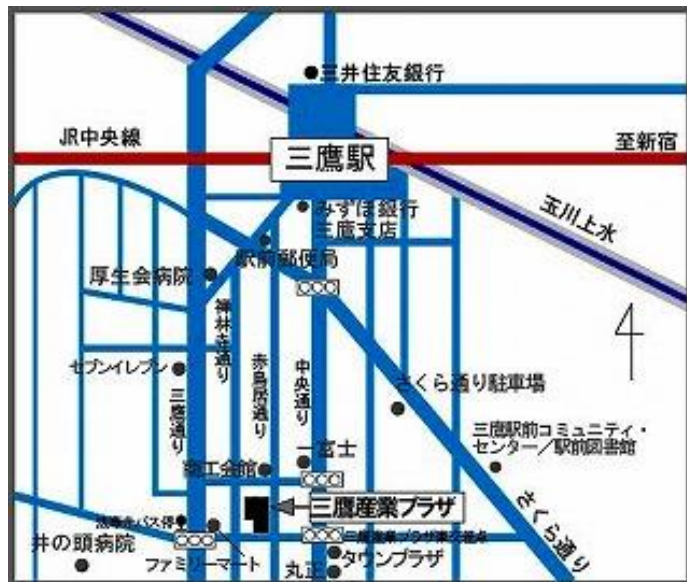 三井住友銀行
JR中央線
三鷹駅
至新宿
みずほ銀行
三鷹支店
玉川上水
駅前郵便局
厚生会病院
禅林寺通り
赤鳥居通り
中央通り
三鷹通り
セブンイレブン
さくら通り駐車場
三鷹駅前コミュニティ・
センター/駅前図書館
一富士
商工会館
三鷹産業プラザ
さくら通り
井の頭病院
ファミリーマート
タウンプラザ
丸正